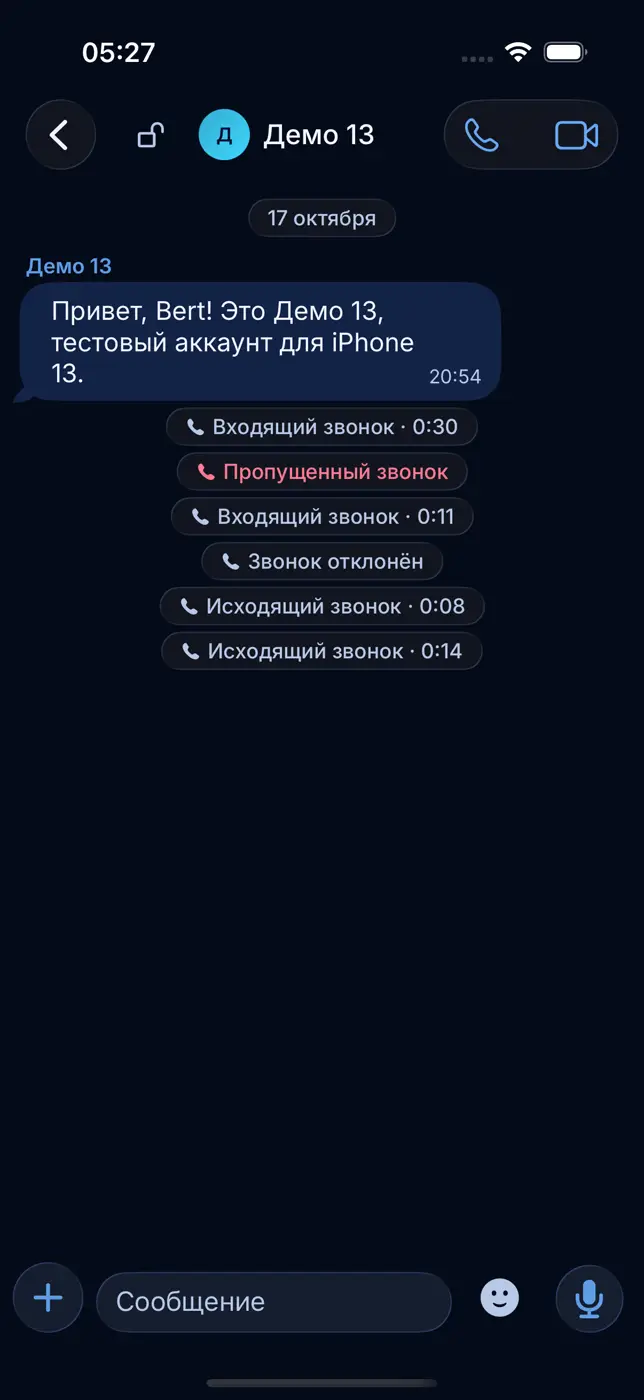 05:27
Д
Демо 13
17 октября
Демо 13
Привет, Bert! Это Демо 13,
тестовый аккаунт для iPhone
13.
20:54
Входящий звонок · 0:30
Пропущенный звонок
Входящий звонок · 0:11
Звонок отклонён
Исходящий звонок · 0:08
Исходящий звонок · 0:14
Сообщение